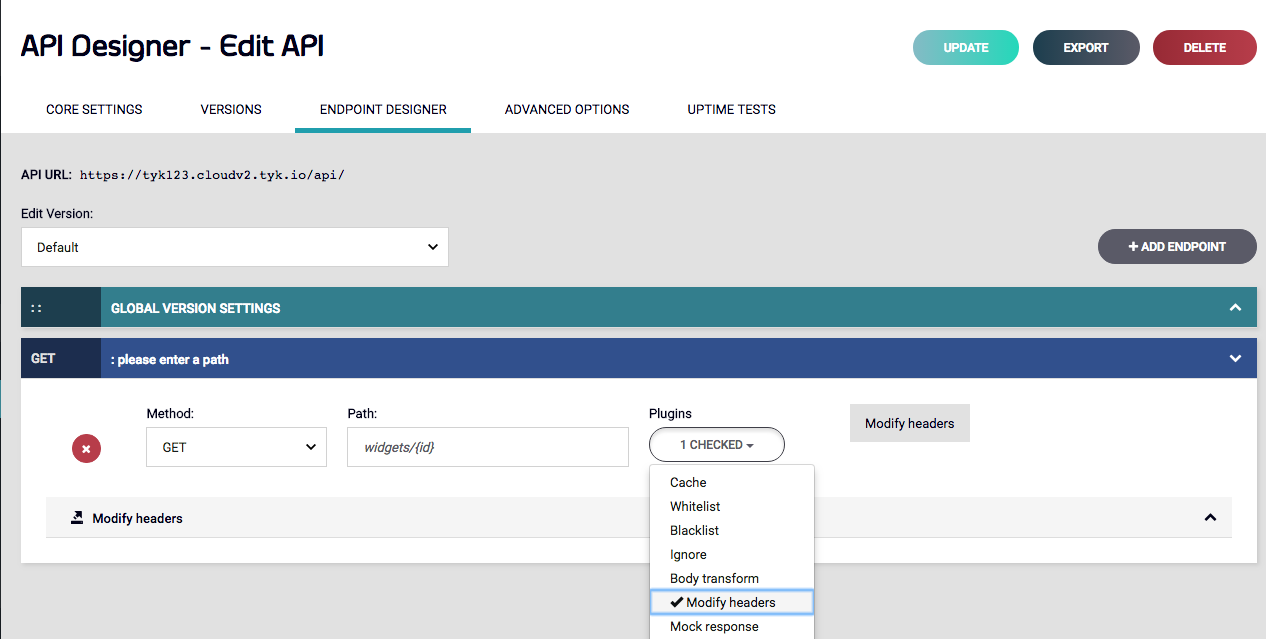 API Designer - Edit API
UPDATE
EXPORT
DELETE
CORE SETTINGS
VERSIONS
ENDPOINT DESIGNER
ADVANCED OPTIONS
UPTIME TESTS
API URL: https://tyk123.cloudv2.tyk.io/api/
Edit Version:
Default
+ ADD ENDPOINT
GLOBAL VERSION SETTINGS
GET : please enter a path
Method:
Path:
Plugins
GET
widgets/{id}
1 CHECKED
Modify headers
Cache
Whitelist
Blacklist
Ignore
Body transform
✔ Modify headers
Mock response
Modify headers